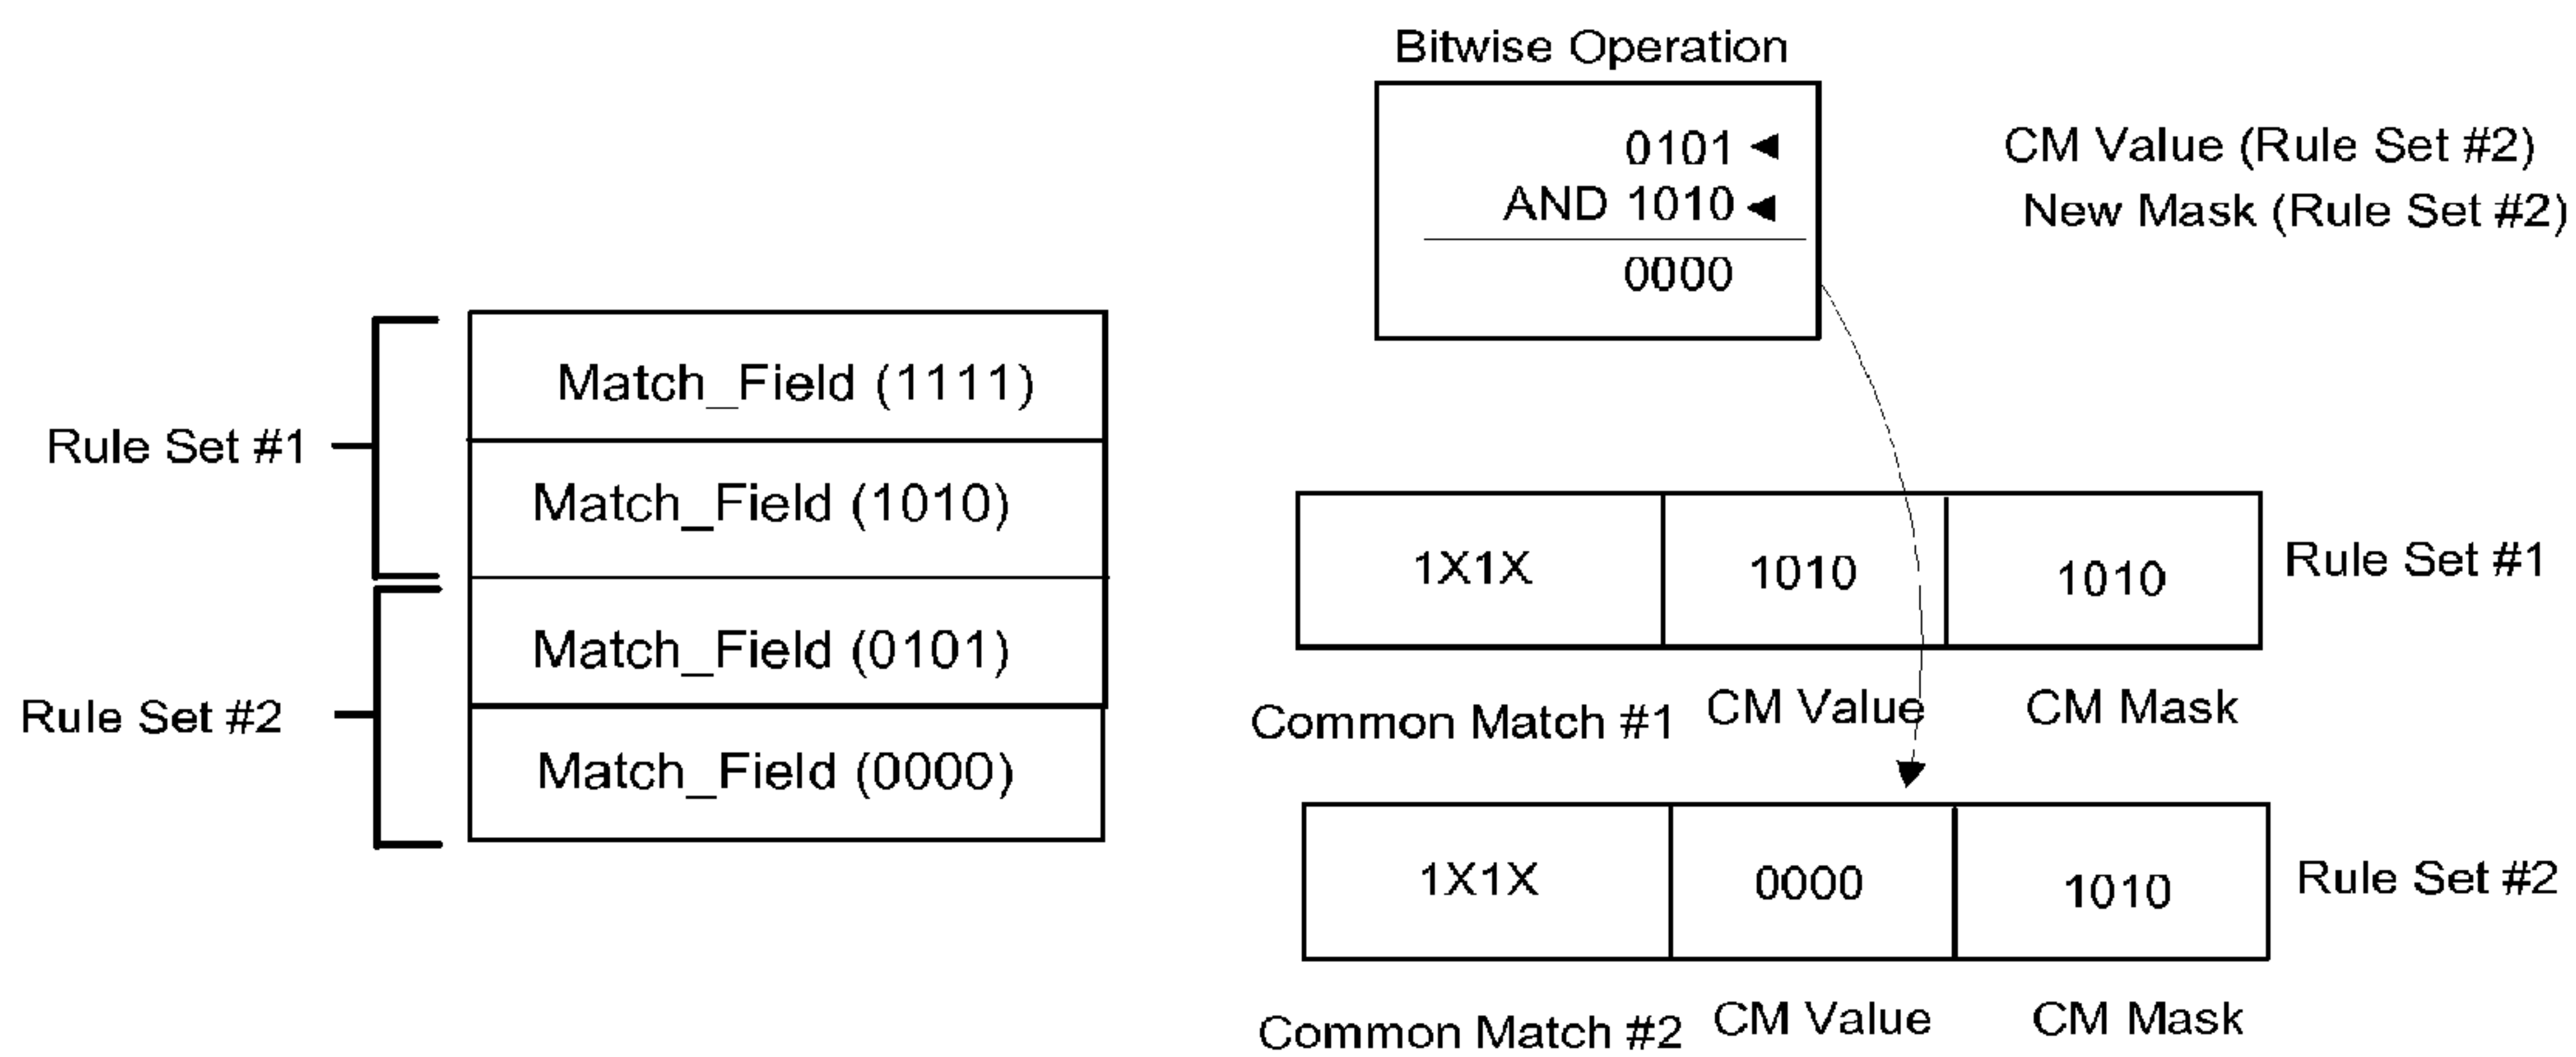 Bitwise Operation
0101
AND 1010
0000
CM Value (Rule Set #2)
New Mask (Rule Set #2)
Rule Set #1
Match_Field (1111)
Match_Field (1010)
Rule Set #2
Match_Field (0101)
Match_Field (0000)
1X1X
1010
1010
Rule Set #1
Common Match #1
CM Value
CM Mask
1X1X
0000
1010
Rule Set #2
Common Match #2
CM Value
CM Mask